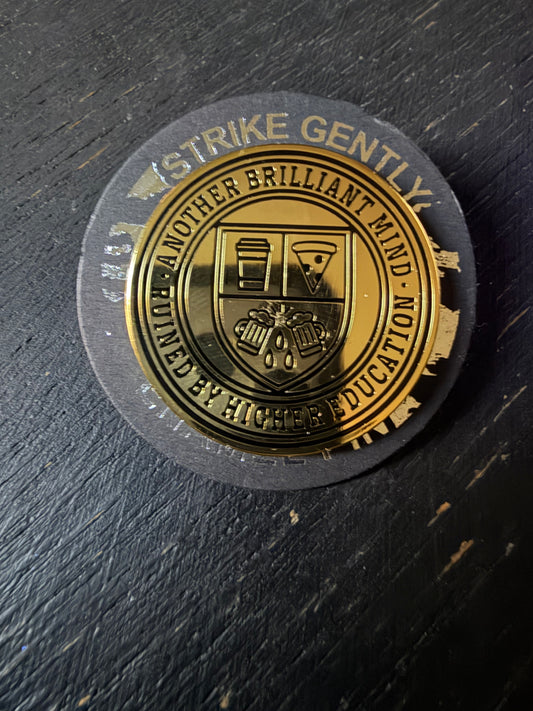 STRIKE GENTLY
· ANOTHER BRILLIANT MIND ·
RUINED BY HIGHER EDUCATION